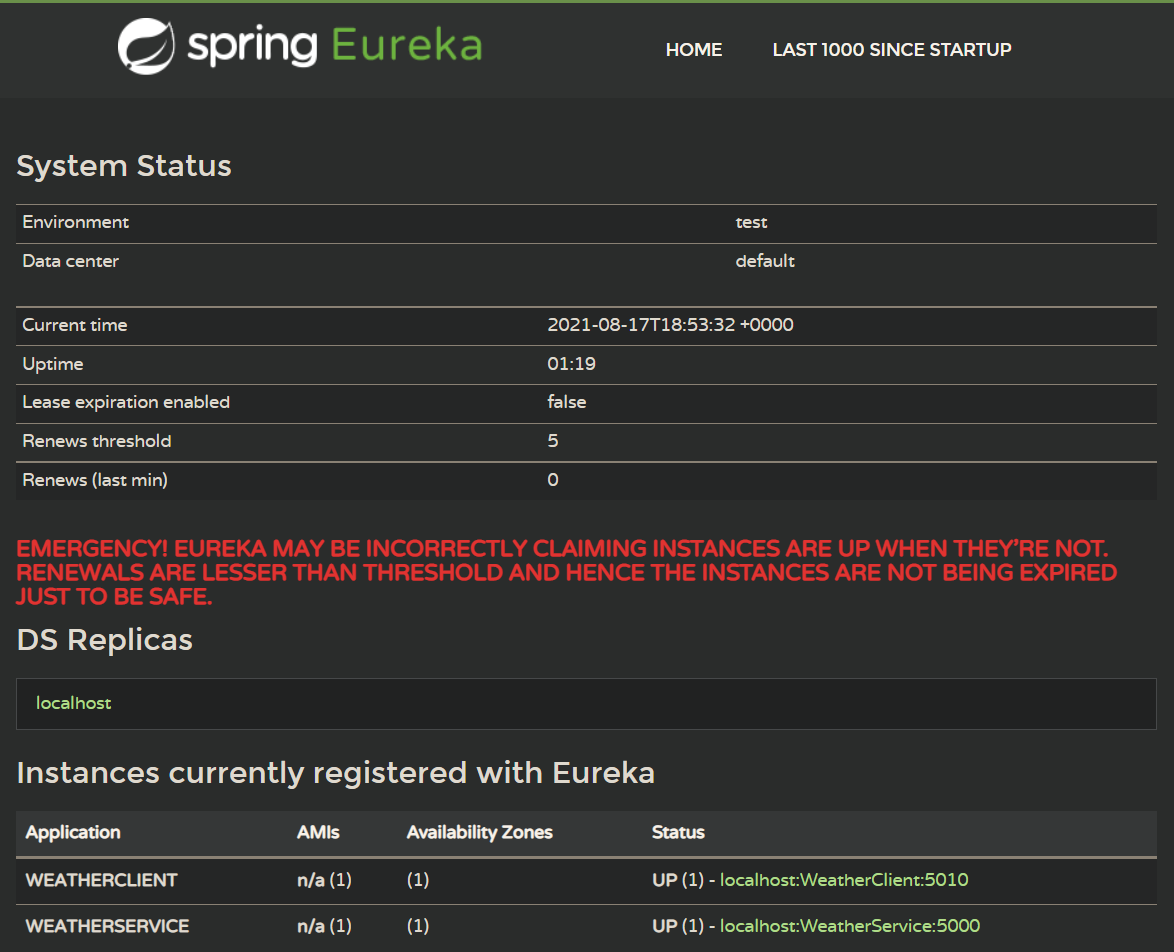 spring Eureka HOME LAST 1000 SINCE STARTUP
System Status
Environment test
Data center default
Current time 2021-08-17T18:53:32 +0000
Uptime 01:19
Lease expiration enabled false
Renews threshold 5
Renews (last min) 0
EMERGENCY! EUREKA MAY BE INCORRECTLY CLAIMING INSTANCES ARE UP WHEN THEY'RE NOT.
RENEWALS ARE LESSER THAN THRESHOLD AND HENCE THE INSTANCES ARE NOT BEING EXPIRED
JUST TO BE SAFE.
DS Replicas
localhost
Instances currently registered with Eureka
Application AMIs Availability Zones Status
WEATHERCLIENT n/a (1) (1) UP (1) - localhost:WeatherClient:5010
WEATHERSERVICE n/a (1) (1) UP (1) - localhost:WeatherService:5000